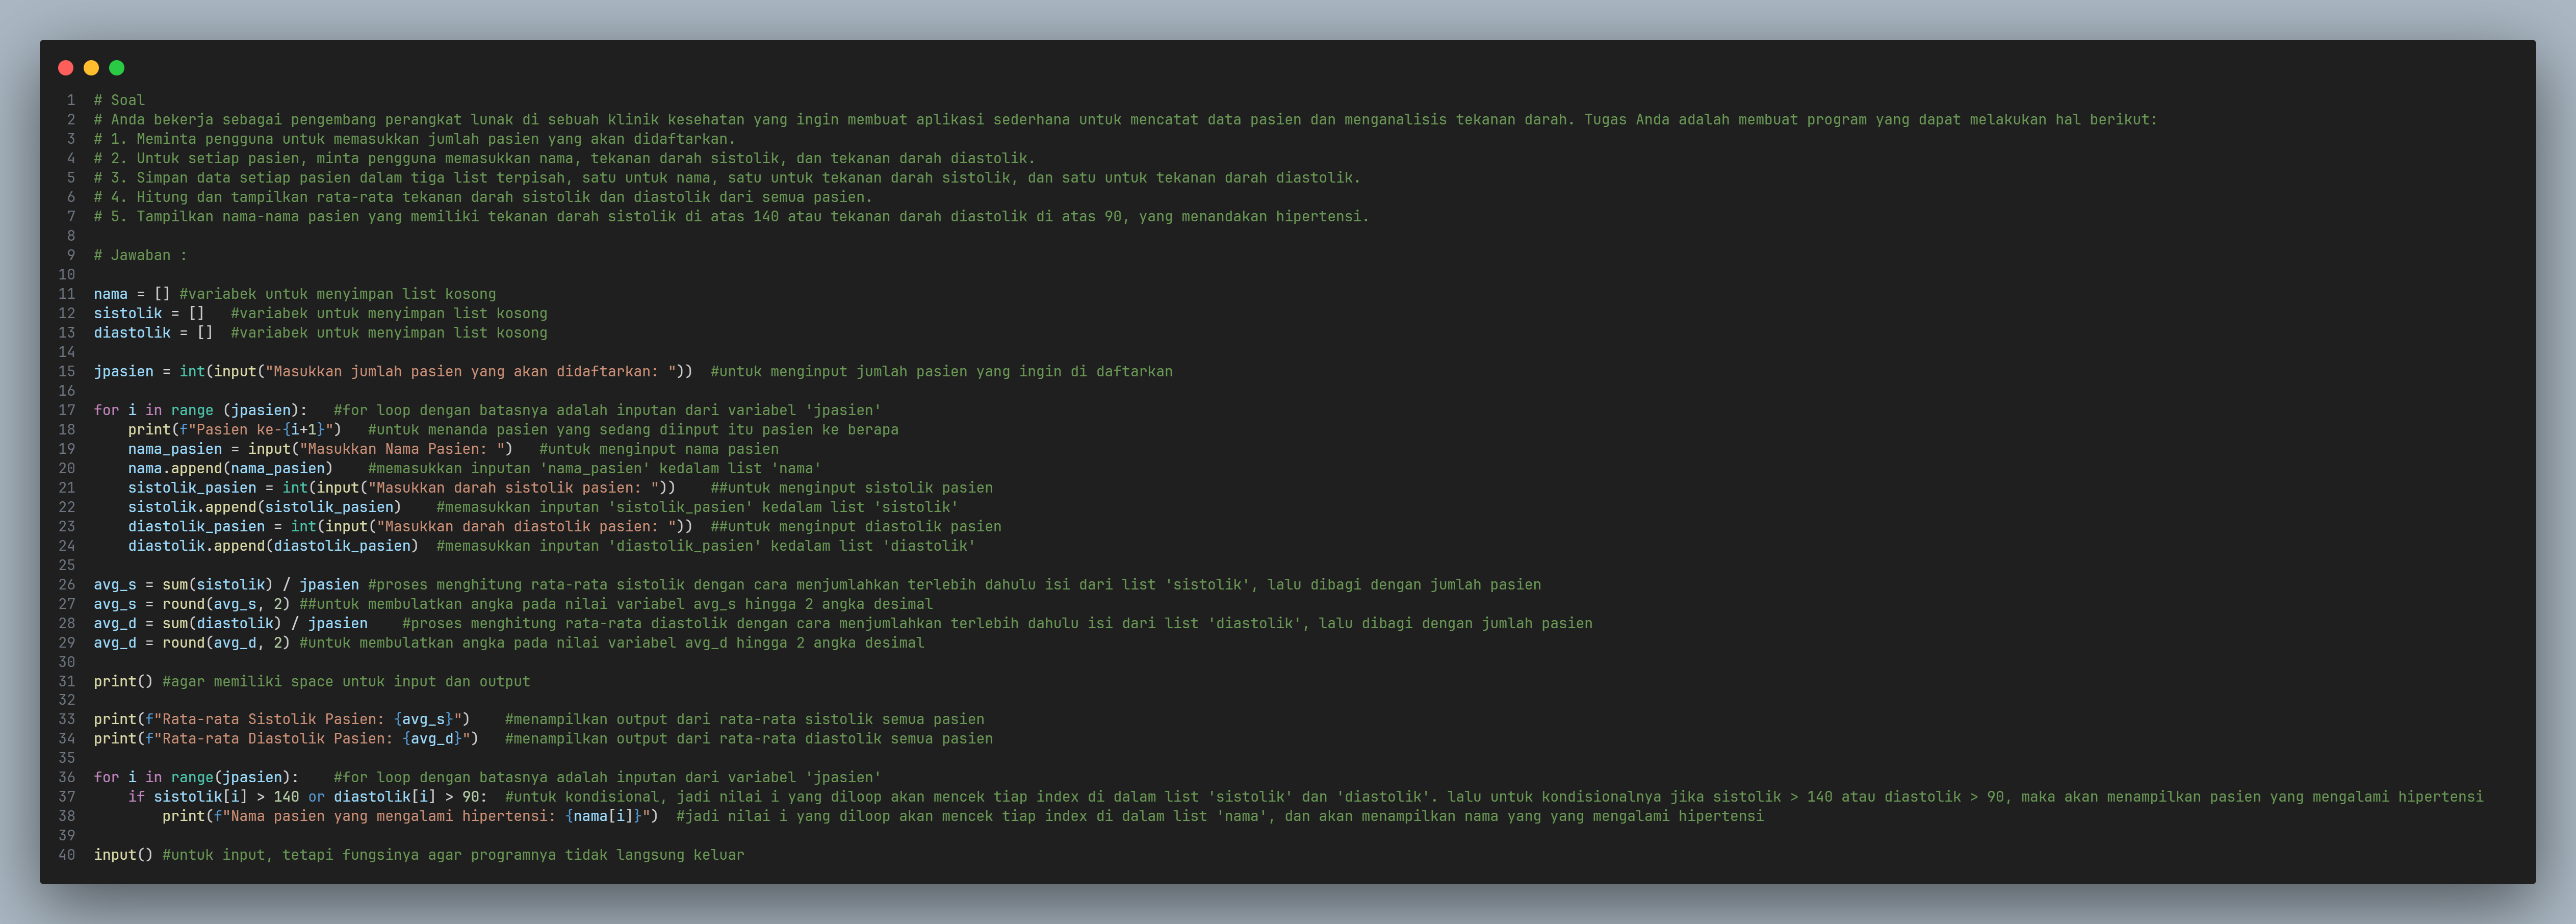 1 # Soal
2 # Anda bekerja sebagai pengembang perangkat lunak di sebuah klinik kesehatan yang ingin membuat aplikasi sederhana untuk mencatat data pasien dan menganalisis tekanan darah. Tugas Anda adalah membuat program yang dapat melakukan hal berikut:
3 # 1. Meminta pengguna untuk memasukkan jumlah pasien yang akan didaftarkan.
4 # 2. Untuk setiap pasien, minta pengguna memasukkan nama, tekanan darah sistolik, dan tekanan darah diastolik.
5 # 3. Simpan data setiap pasien dalam tiga list terpisah, satu untuk nama, satu untuk tekanan darah sistolik, dan satu untuk tekanan darah diastolik.
6 # 4. Hitung dan tampilkan rata-rata tekanan darah sistolik dan diastolik dari semua pasien.
7 # 5. Tampilkan nama-nama pasien yang memiliki tekanan darah sistolik di atas 140 atau tekanan darah diastolik di atas 90, yang menandakan hipertensi.
8
9 # Jawaban :
10
11 nama = [] #variabek untuk menyimpan list kosong
12 sistolik = []   #variabek untuk menyimpan list kosong
13 diastolik = []  #variabek untuk menyimpan list kosong
14
15 jpasien = int(input("Masukkan jumlah pasien yang akan didaftarkan: "))  #untuk menginput jumlah pasien yang ingin di daftarkan
16
17 for i in range (jpasien):   #for loop dengan batasnya adalah inputan dari variabel 'jpasien'
18     print(f"Pasien ke-{i+1}")   #untuk menanda pasien yang sedang diinput itu pasien ke berapa
19     nama_pasien = input("Masukkan Nama Pasien: ")   #untuk menginput nama pasien
20     nama.append(nama_pasien)    #memasukkan inputan 'nama_pasien' kedalam list 'nama'
21     sistolik_pasien = int(input("Masukkan darah sistolik pasien: "))    ##untuk menginput sistolik pasien
22     sistolik.append(sistolik_pasien)    #memasukkan inputan 'sistolik_pasien' kedalam list 'sistolik'
23     diastolik_pasien = int(input("Masukkan darah diastolik pasien: "))  ##untuk menginput diastolik pasien
24     diastolik.append(diastolik_pasien)  #memasukkan inputan 'diastolik_pasien' kedalam list 'diastolik'
25
26 avg_s = sum(sistolik) / jpasien #proses menghitung rata-rata sistolik dengan cara menjumlahkan terlebih dahulu isi dari list 'sistolik', lalu dibagi dengan jumlah pasien
27 avg_s = round(avg_s, 2) ##untuk membulatkan angka pada nilai variabel avg_s hingga 2 angka desimal
28 avg_d = sum(diastolik) / jpasien    #proses menghitung rata-rata diastolik dengan cara menjumlahkan terlebih dahulu isi dari list 'diastolik', lalu dibagi dengan jumlah pasien
29 avg_d = round(avg_d, 2) #untuk membulatkan angka pada nilai variabel avg_d hingga 2 angka desimal
30
31 print() #agar memiliki space untuk input dan output
32
33 print(f"Rata-rata Sistolik Pasien: {avg_s}")    #menampilkan output dari rata-rata sistolik semua pasien
34 print(f"Rata-rata Diastolik Pasien: {avg_d}")   #menampilkan output dari rata-rata diastolik semua pasien
35
36 for i in range(jpasien):    #for loop dengan batasnya adalah inputan dari variabel 'jpasien'
37     if sistolik[i] > 140 or diastolik[i] > 90:  #untuk kondisional, jadi nilai i yang diloop akan mencek tiap index di dalam list 'sistolik' dan 'diastolik'. lalu untuk kondisionalnya jika sistolik > 140 atau diastolik > 90, maka akan menampilkan pasien yang mengalami hipertensi
38         print(f"Nama pasien yang mengalami hipertensi: {nama[i]}")  #jadi nilai i yang diloop akan mencek tiap index di dalam list 'nama', dan akan menampilkan nama yang yang mengalami hipertensi
39
40 input() #untuk input, tetapi fungsinya agar programnya tidak langsung keluar